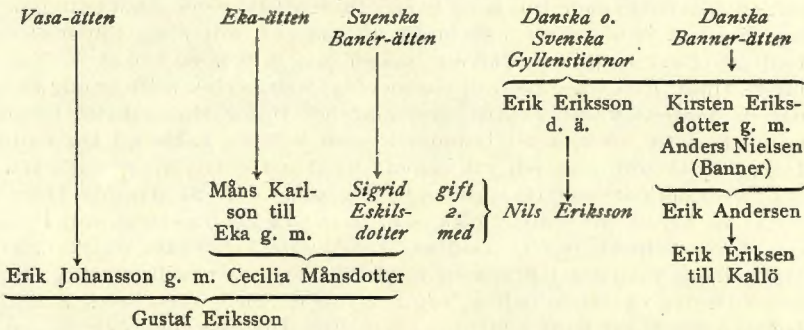 Vasa-ätten Eka-ätten Svenska Banér-ätten Danska o. Svenska Gyllenstiernor Danska Banner-ätten
Erik Eriksson d. ä.
Kirsten Eriks-
dotter g. m.
Anders Nielsen
(Banner)
Måns Karl-
son till
Eka g. m.
Sigrid gift
Eskils- 2.
dotter med
Nils Eriksson
Erik Andersen
Erik Eriksen
till Kallö
Erik Johansson g. m. Cecilia Månsdotter
Gustaf Eriksson